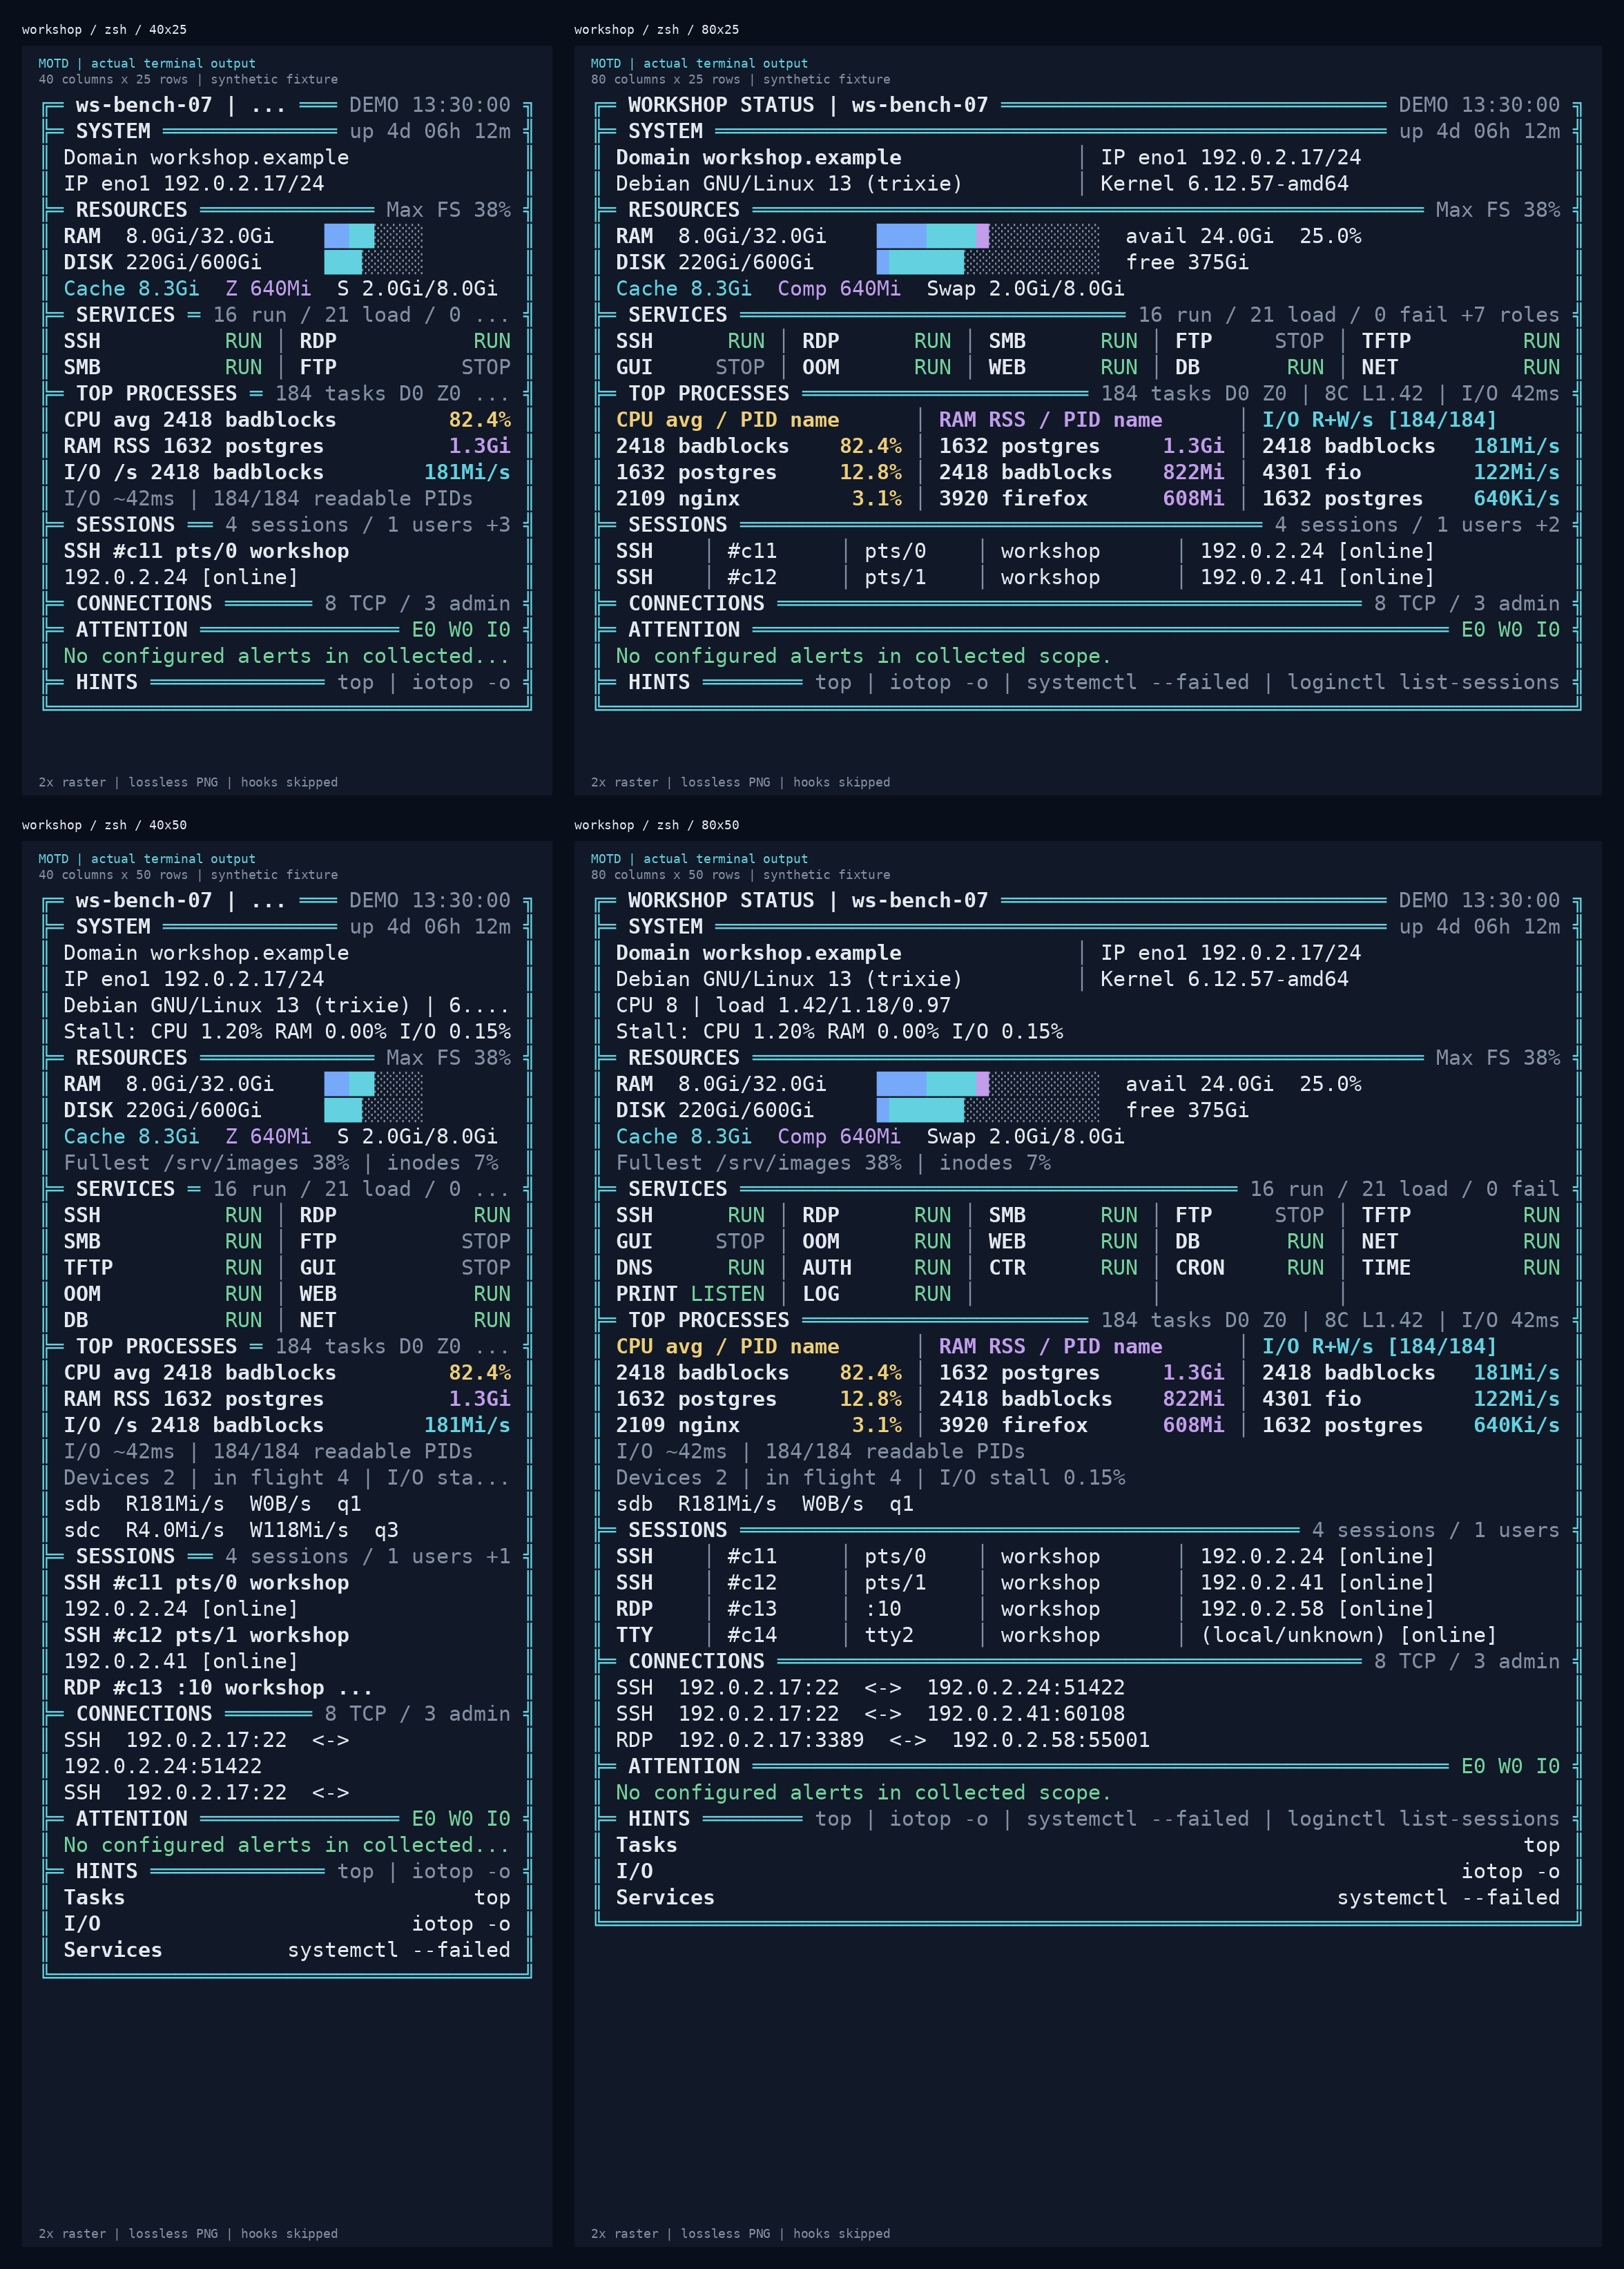 workshop / zsh / 40x25
MOTD | actual terminal output
40 columns x 25 rows | synthetic fixture
ws-bench-07 | ... DEMO 13:30:00
SYSTEM up 4d 06h 12m
Domain workshop.example
IP eno1 192.0.2.17/24
RESOURCES Max FS 38%
RAM 8.0Gi/32.0Gi
DISK 220Gi/600Gi
Cache 8.3Gi Z 640Mi S 2.0Gi/8.0Gi
SERVICES 16 run / 21 load / 0 ...
SSH RUN │ RDP RUN
SMB RUN │ FTP STOP
TOP PROCESSES 184 tasks D0 Z0 ...
CPU avg 2418 badblocks 82.4%
RAM RSS 1632 postgres 1.3Gi
I/O /s 2418 badblocks 181Mi/s
I/O ~42ms | 184/184 readable PIDs
SESSIONS 4 sessions / 1 users +3
SSH #c11 pts/0 workshop
192.0.2.24 [online]
CONNECTIONS 8 TCP / 3 admin
ATTENTION E0 W0 I0
No configured alerts in collected...
HINTS top | iotop -o
2x raster | lossless PNG | hooks skipped
workshop / zsh / 80x25
MOTD | actual terminal output
80 columns x 25 rows | synthetic fixture
WORKSHOP STATUS | ws-bench-07 DEMO 13:30:00
SYSTEM up 4d 06h 12m
Domain workshop.example │ IP eno1 192.0.2.17/24
Debian GNU/Linux 13 (trixie) │ Kernel 6.12.57-amd64
RESOURCES Max FS 38%
RAM 8.0Gi/32.0Gi avail 24.0Gi 25.0%
DISK 220Gi/600Gi free 375Gi
Cache 8.3Gi Comp 640Mi Swap 2.0Gi/8.0Gi
SERVICES 16 run / 21 load / 0 fail +7 roles
SSH RUN │ RDP RUN │ SMB RUN │ FTP STOP │ TFTP RUN
GUI STOP │ OOM RUN │ WEB RUN │ DB RUN │ NET RUN
TOP PROCESSES 184 tasks D0 Z0 | 8C L1.42 | I/O 42ms
CPU avg / PID name │ RAM RSS / PID name │ I/O R+W/s [184/184]
2418 badblocks 82.4% │ 1632 postgres 1.3Gi │ 2418 badblocks 181Mi/s
1632 postgres 12.8% │ 2418 badblocks 822Mi │ 4301 fio 122Mi/s
2109 nginx 3.1% │ 3920 firefox 608Mi │ 1632 postgres 640Ki/s
SESSIONS 4 sessions / 1 users +2
SSH │ #c11 │ pts/0 │ workshop │ 192.0.2.24 [online]
SSH │ #c12 │ pts/1 │ workshop │ 192.0.2.41 [online]
CONNECTIONS 8 TCP / 3 admin
ATTENTION E0 W0 I0
No configured alerts in collected scope.
HINTS top | iotop -o | systemctl --failed | loginctl list-sessions
2x raster | lossless PNG | hooks skipped
workshop / zsh / 40x50
MOTD | actual terminal output
40 columns x 50 rows | synthetic fixture
ws-bench-07 | ... DEMO 13:30:00
SYSTEM up 4d 06h 12m
Domain workshop.example
IP eno1 192.0.2.17/24
Debian GNU/Linux 13 (trixie) | 6....
Stall: CPU 1.20% RAM 0.00% I/O 0.15%
RESOURCES Max FS 38%
RAM 8.0Gi/32.0Gi
DISK 220Gi/600Gi
Cache 8.3Gi Z 640Mi S 2.0Gi/8.0Gi
Fullest /srv/images 38% | inodes 7%
SERVICES 16 run / 21 load / 0 ...
SSH RUN │ RDP RUN
SMB RUN │ FTP STOP
TFTP RUN │ GUI STOP
OOM RUN │ WEB RUN
DB RUN │ NET RUN
TOP PROCESSES 184 tasks D0 Z0 ...
CPU avg 2418 badblocks 82.4%
RAM RSS 1632 postgres 1.3Gi
I/O /s 2418 badblocks 181Mi/s
I/O ~42ms | 184/184 readable PIDs
Devices 2 | in flight 4 | I/O sta...
sdb R181Mi/s W0B/s q1
sdc R4.0Mi/s W118Mi/s q3
SESSIONS 4 sessions / 1 users +1
SSH #c11 pts/0 workshop
192.0.2.24 [online]
SSH #c12 pts/1 workshop
192.0.2.41 [online]
RDP #c13 :10 workshop ...
CONNECTIONS 8 TCP / 3 admin
SSH 192.0.2.17:22 <->
192.0.2.24:51422
SSH 192.0.2.17:22 <->
ATTENTION E0 W0 I0
No configured alerts in collected...
HINTS top | iotop -o
Tasks top
I/O iotop -o
Services systemctl --failed
2x raster | lossless PNG | hooks skipped
workshop / zsh / 80x50
MOTD | actual terminal output
80 columns x 50 rows | synthetic fixture
WORKSHOP STATUS | ws-bench-07 DEMO 13:30:00
SYSTEM up 4d 06h 12m
Domain workshop.example │ IP eno1 192.0.2.17/24
Debian GNU/Linux 13 (trixie) │ Kernel 6.12.57-amd64
CPU 8 | load 1.42/1.18/0.97
Stall: CPU 1.20% RAM 0.00% I/O 0.15%
RESOURCES Max FS 38%
RAM 8.0Gi/32.0Gi avail 24.0Gi 25.0%
DISK 220Gi/600Gi free 375Gi
Cache 8.3Gi Comp 640Mi Swap 2.0Gi/8.0Gi
Fullest /srv/images 38% | inodes 7%
SERVICES 16 run / 21 load / 0 fail
SSH RUN │ RDP RUN │ SMB RUN │ FTP STOP │ TFTP RUN
GUI STOP │ OOM RUN │ WEB RUN │ DB RUN │ NET RUN
DNS RUN │ AUTH RUN │ CTR RUN │ CRON RUN │ TIME RUN
PRINT LISTEN │ LOG RUN │ │ │
TOP PROCESSES 184 tasks D0 Z0 | 8C L1.42 | I/O 42ms
CPU avg / PID name │ RAM RSS / PID name │ I/O R+W/s [184/184]
2418 badblocks 82.4% │ 1632 postgres 1.3Gi │ 2418 badblocks 181Mi/s
1632 postgres 12.8% │ 2418 badblocks 822Mi │ 4301 fio 122Mi/s
2109 nginx 3.1% │ 3920 firefox 608Mi │ 1632 postgres 640Ki/s
I/O ~42ms | 184/184 readable PIDs
Devices 2 | in flight 4 | I/O stall 0.15%
sdb R181Mi/s W0B/s q1
SESSIONS 4 sessions / 1 users
SSH │ #c11 │ pts/0 │ workshop │ 192.0.2.24 [online]
SSH │ #c12 │ pts/1 │ workshop │ 192.0.2.41 [online]
RDP │ #c13 │ :10 │ workshop │ 192.0.2.58 [online]
TTY │ #c14 │ tty2 │ workshop │ (local/unknown) [online]
CONNECTIONS 8 TCP / 3 admin
SSH 192.0.2.17:22 <-> 192.0.2.24:51422
SSH 192.0.2.17:22 <-> 192.0.2.41:60108
RDP 192.0.2.17:3389 <-> 192.0.2.58:55001
ATTENTION E0 W0 I0
No configured alerts in collected scope.
HINTS top | iotop -o | systemctl --failed | loginctl list-sessions
Tasks top
I/O iotop -o
Services systemctl --failed
2x raster | lossless PNG | hooks skipped